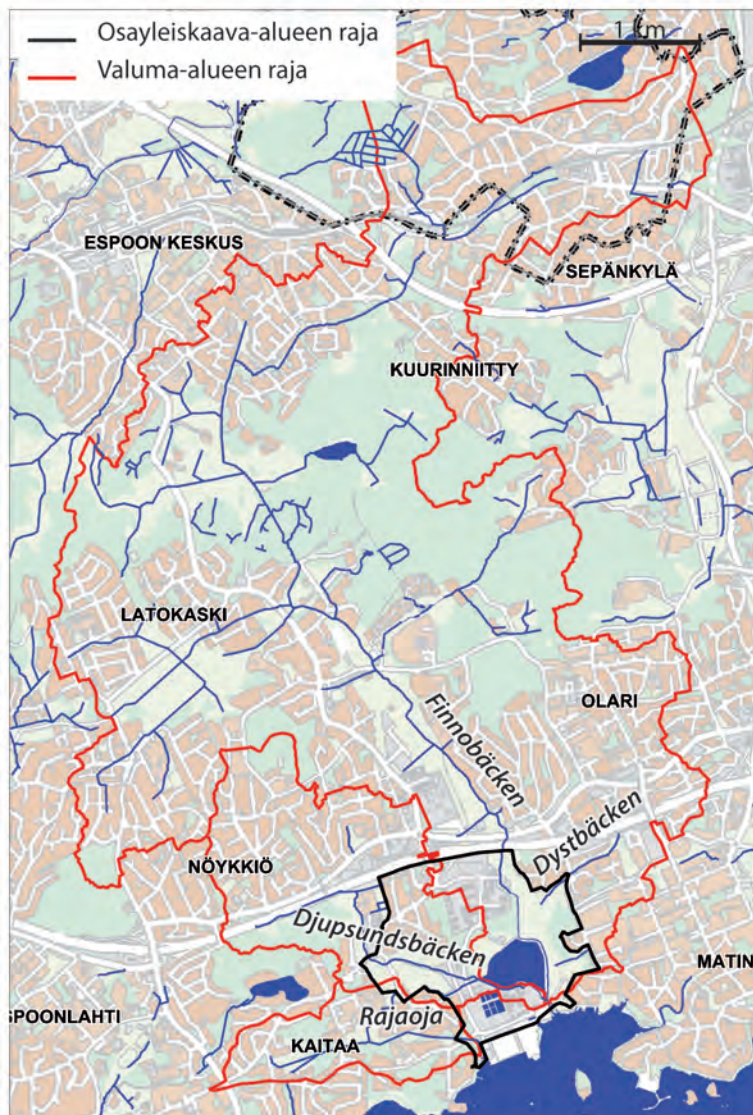 Osayleiskaava-alueen raja
Valuma-alueen raja
1 km
ESPOON KESKUS
SEPÄNKYLÄ
KUURINNIITTY
LATOKASKI
OLARI
Finnobäcken
Dystbäcken
NÖYKKIÖ
Djupsundsbäcken
MATIN
SPOONLAHTI
Rajaoja
KAITAA